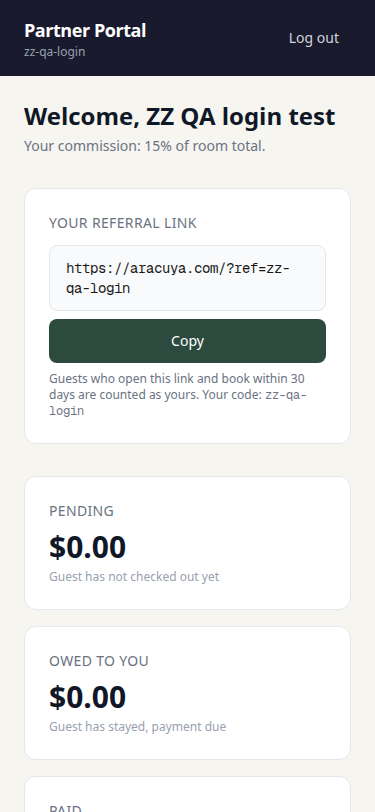 Partner Portal
zz-qa-login
Log out
Welcome, ZZ QA login test
Your commission: 15% of room total.
YOUR REFERRAL LINK
https://aracuya.com/?ref=zz-
qa-login
Copy
Guests who open this link and book within 30
days are counted as yours. Your code: zz-qa-
login
PENDING
$0.00
Guest has not checked out yet
OWED TO YOU
$0.00
Guest has stayed, payment due
PAID